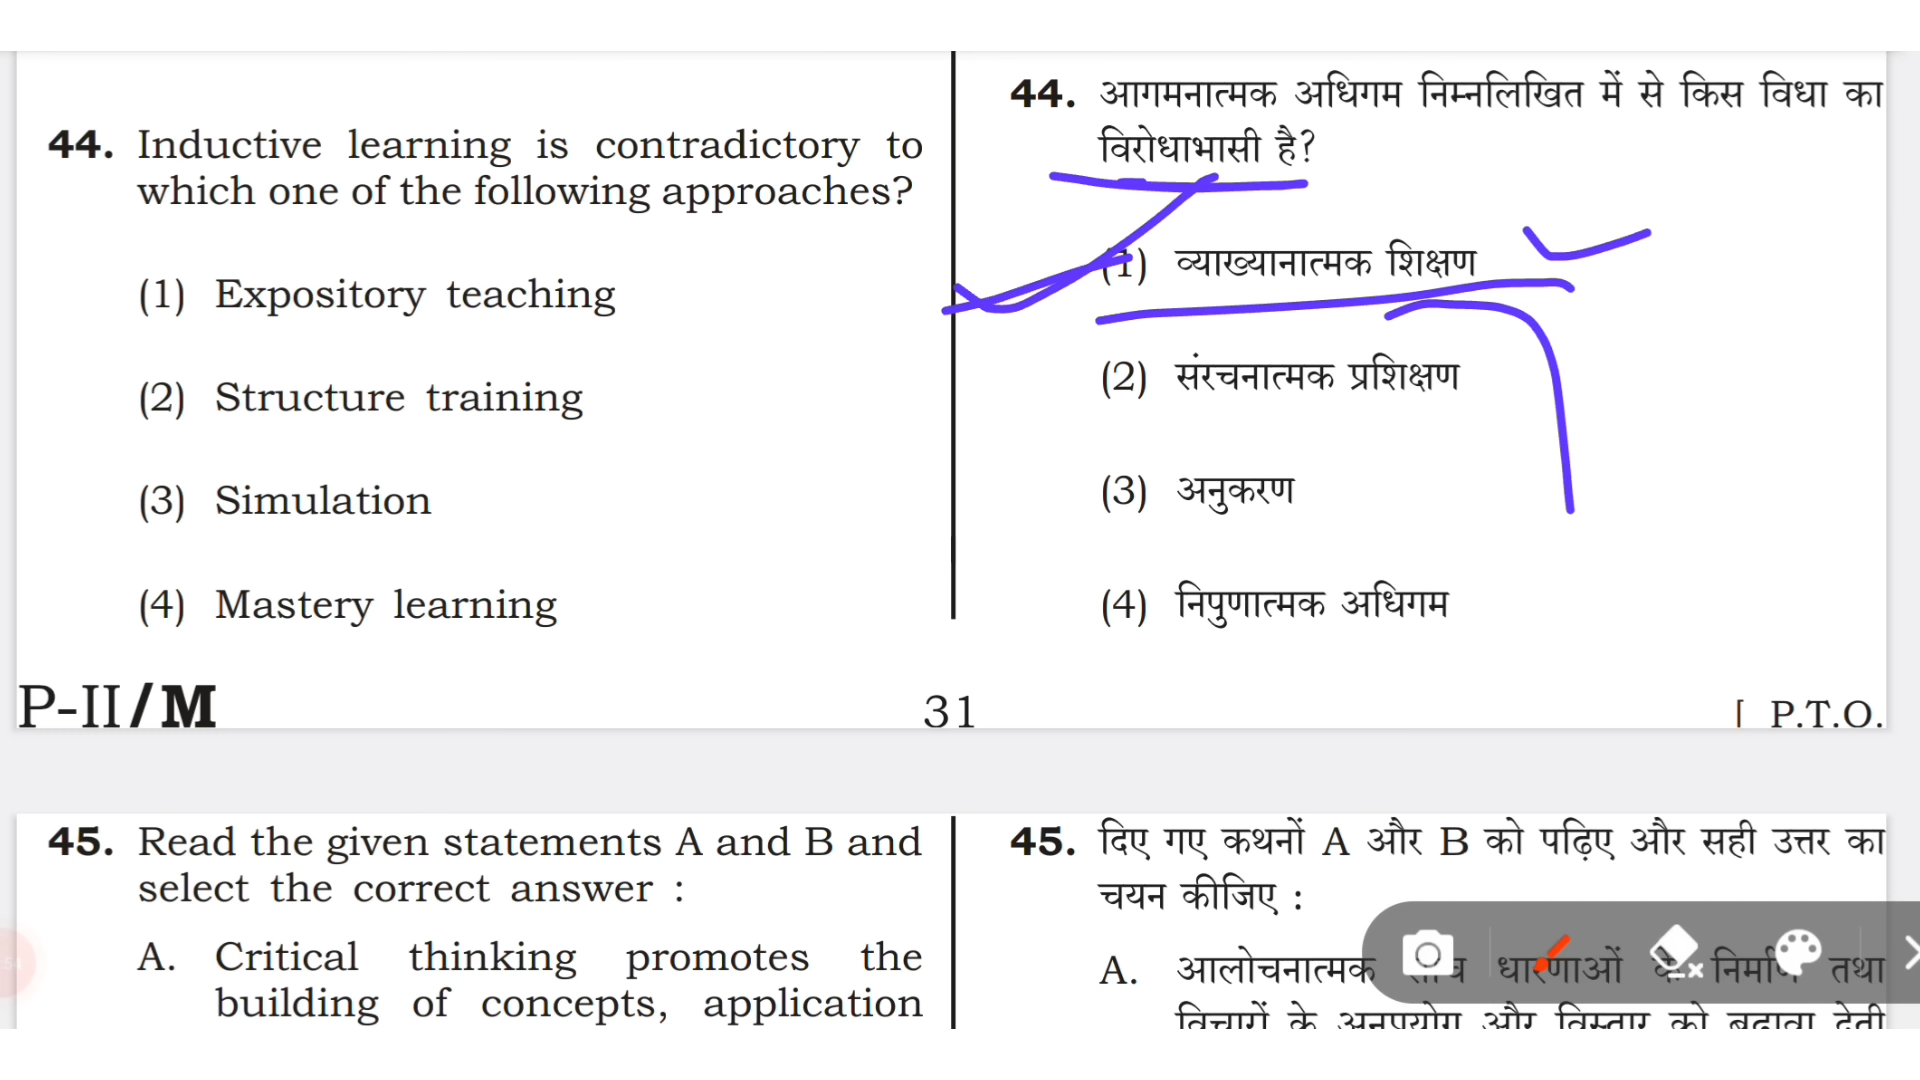 44. Inductive learning is contradictory to
which one of the following approaches?
(1) Expository teaching
(2) Structure training
(3) Simulation
(4) Mastery learning
44. आगमनात्मक अधिगम निम्नलिखित में से किस विधा का
विरोधाभासी है?
(1) व्याख्यानात्मक शिक्षण
(2) संरचनात्मक प्रशिक्षण
(3) अनुकरण
(4) निपुणात्मक अधिगम
P-II/M 31 [ P.T.O.
45. Read the given statements A and B and
select the correct answer :
A. Critical thinking promotes the
building of concepts, application
45. दिए गए कथनों A और B को पढ़िए और सही उत्तर का
चयन कीजिए :
A. आलोचनात्मक धारणाओं के निर्माण तथा
विचारों के अनुप्रयोग और विस्तार को बढ़ावा देती